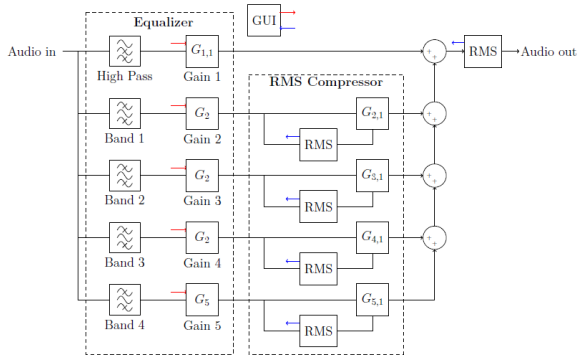 Equalizer
GUI
Audio in
G1,1
RMS
Audio out
High Pass
Gain 1
RMS Compressor
G2
G2,1
Band 1
Gain 2
RMS
G2
G3,1
Band 2
Gain 3
RMS
G2
G4,1
Band 3
Gain 4
RMS
G5
G5,1
Band 4
Gain 5
RMS
+
+
+
+
+
+
+
+